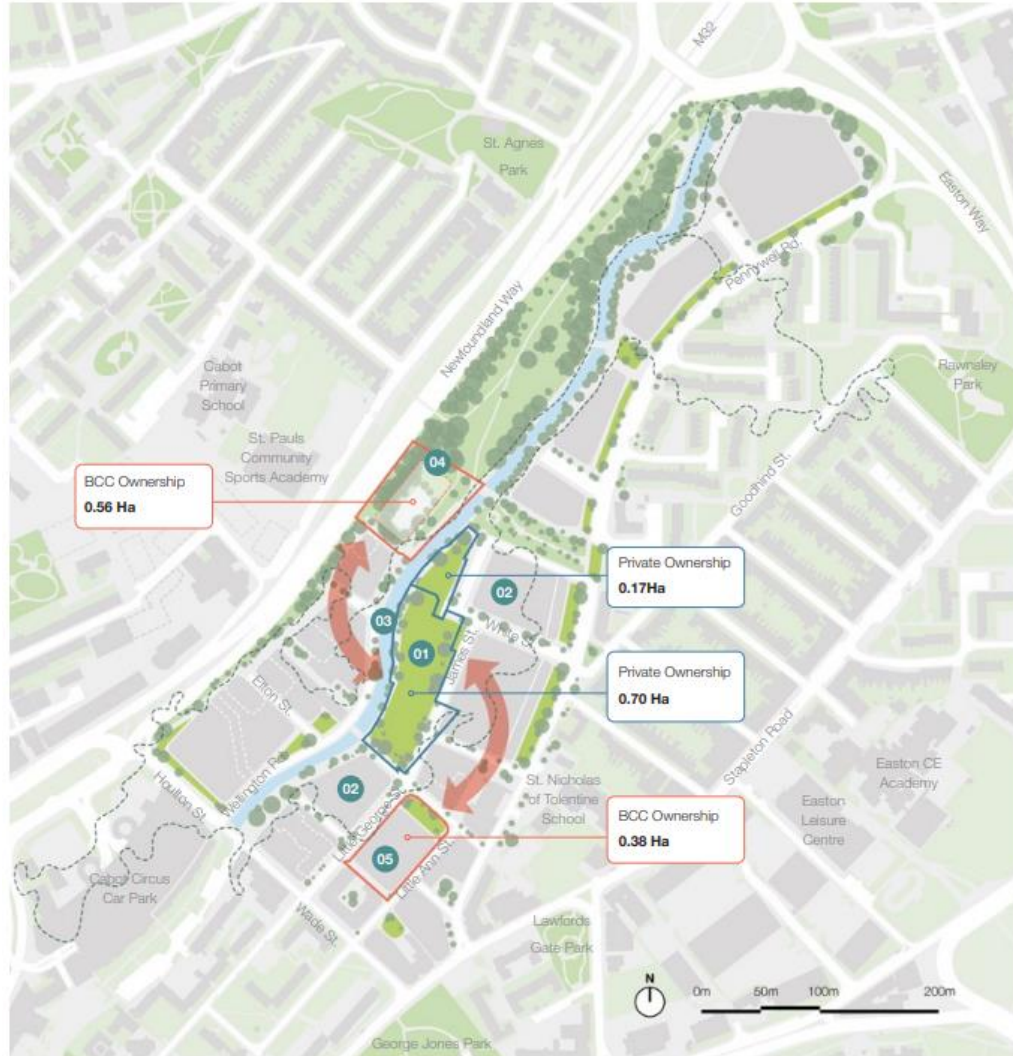 M32
St. Agnes
Park
Easton Way
Pennywell Rd.
Newfoundland Way
Rawnsley
Park
Cabot
Primary
School
St. Pauls
Community
Sports Academy
Goodhind St.
04
BCC Ownership
0.56 Ha
Private Ownership
0.17Ha
02
White St.
03
01
James St.
Private Ownership
0.70 Ha
Elton St.
Stapleton Road
Houlton St.
Wellington Rd.
St. Nicholas
of Tolentine
School
Easton CE
Academy
02
Little George St.
Easton
Leisure
Centre
BCC Ownership
0.38 Ha
05
Little Ann St.
Cabot Circus
Car Park
Wade St.
Lawfords
Gate Park
N
0m
50m
100m
200m
George Jones Park